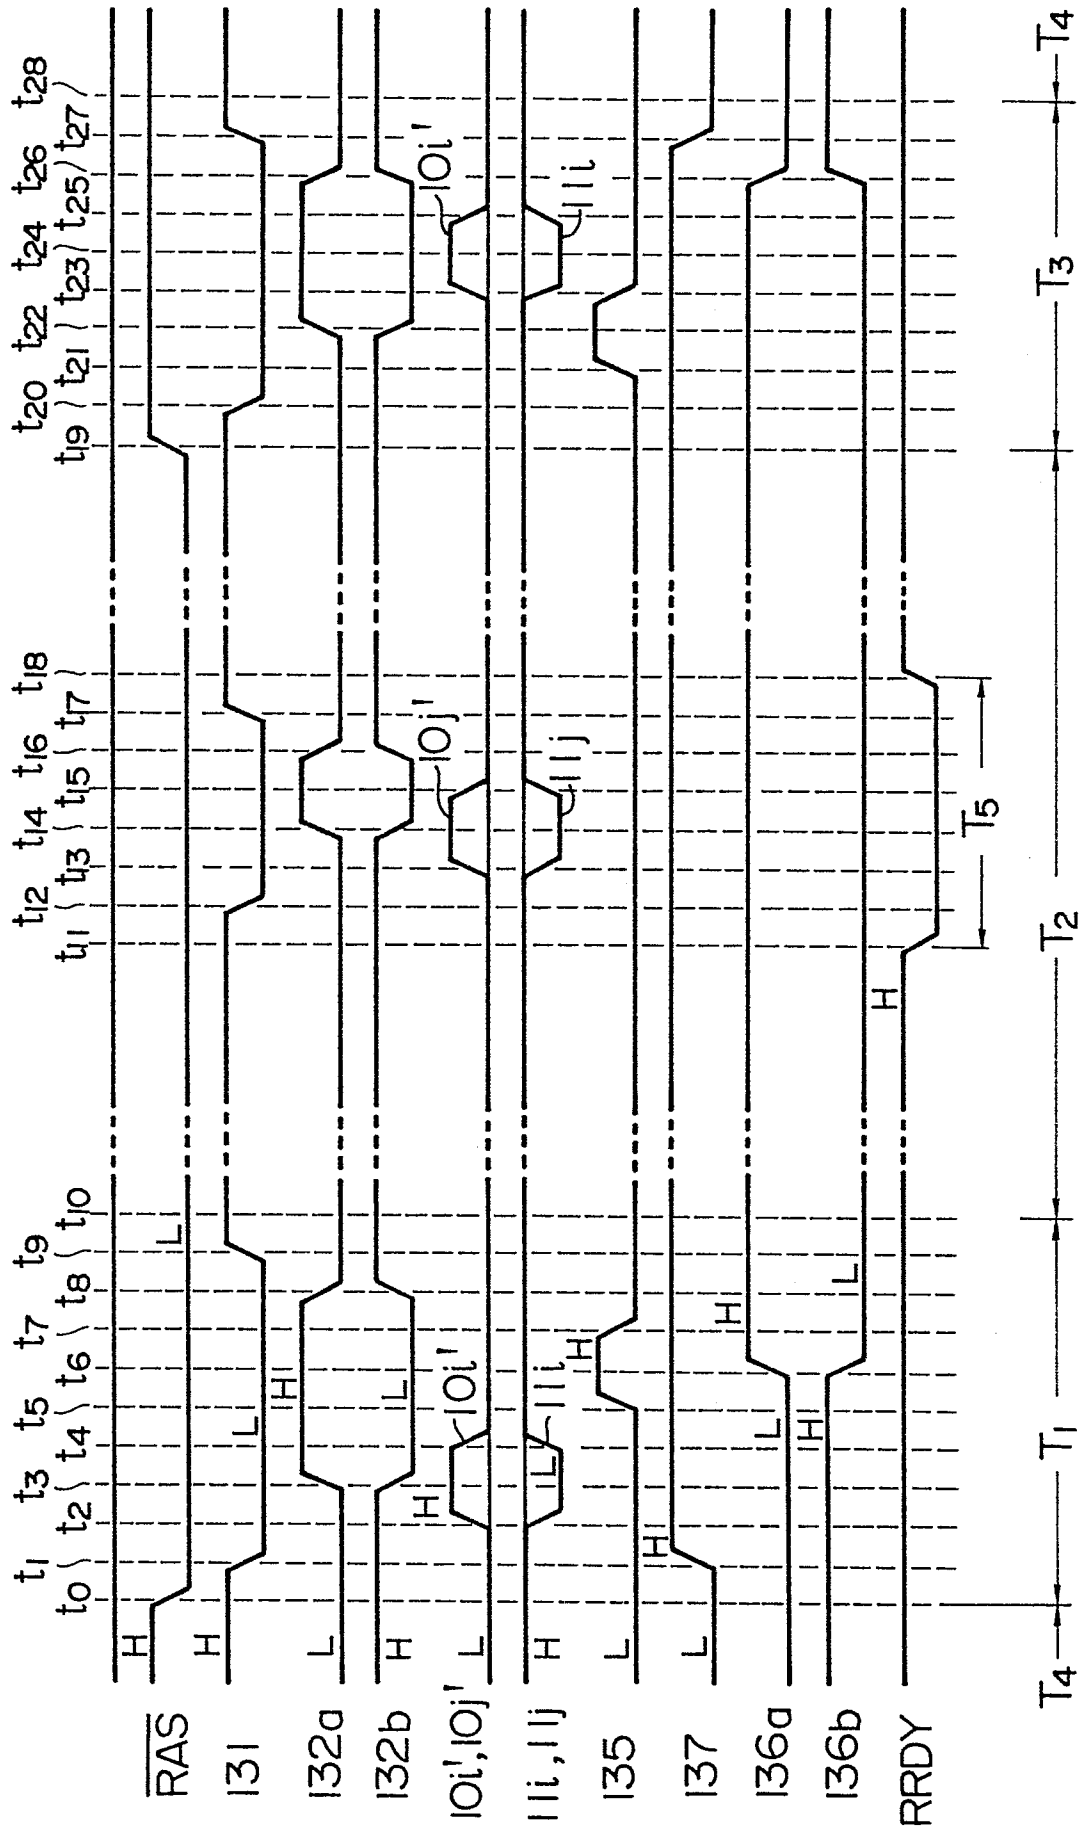 t0 t1 t2 t3 t4 t5 t6 t7 t8 t9 t10 t11 t12 t13 t14 t15 t16 t17 t18 t19 t20 t21 t22 t23 t24 t25 t26 t27 t28
RAS H L
131 H L
132a L H
132b H L
10i',10j' L H 10i' 10j' 10i'
11i,11j H L 11i 11j 11i
135 L H
137 L H
136a L H
136b H L
RRDY H
T5
T4 T1 T2 T3 T4